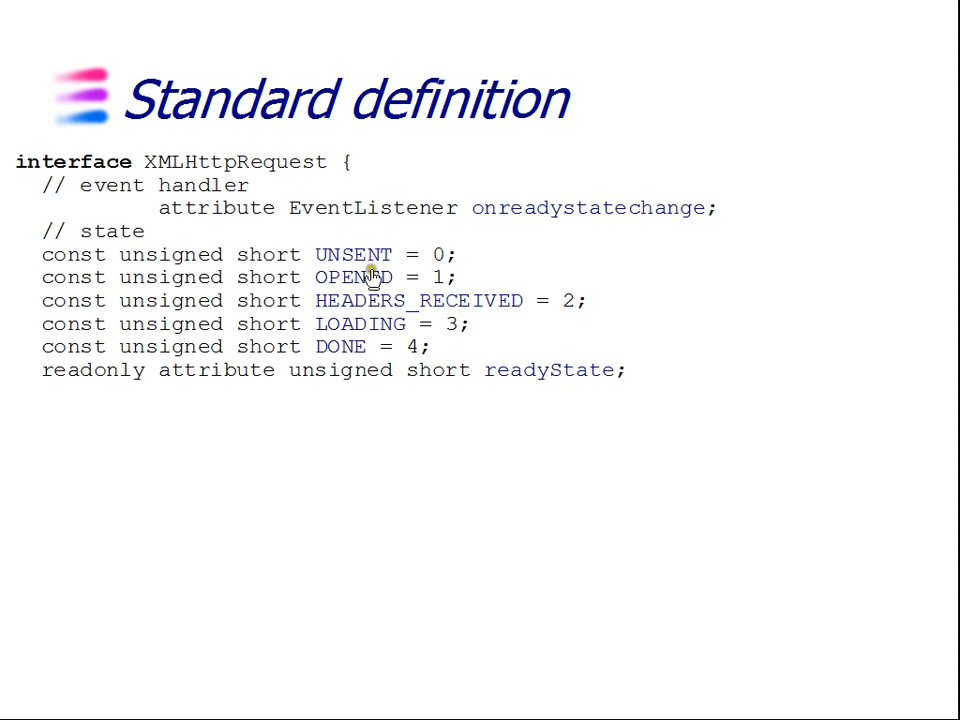 Standard definition
interface XMLHttpRequest {
// event handler
attribute EventListener onreadystatechange;
// state
const unsigned short UNSENT = 0;
const unsigned short OPENED = 1;
const unsigned short HEADERS_RECEIVED = 2;
const unsigned short LOADING = 3;
const unsigned short DONE = 4;
readonly attribute unsigned short readyState;